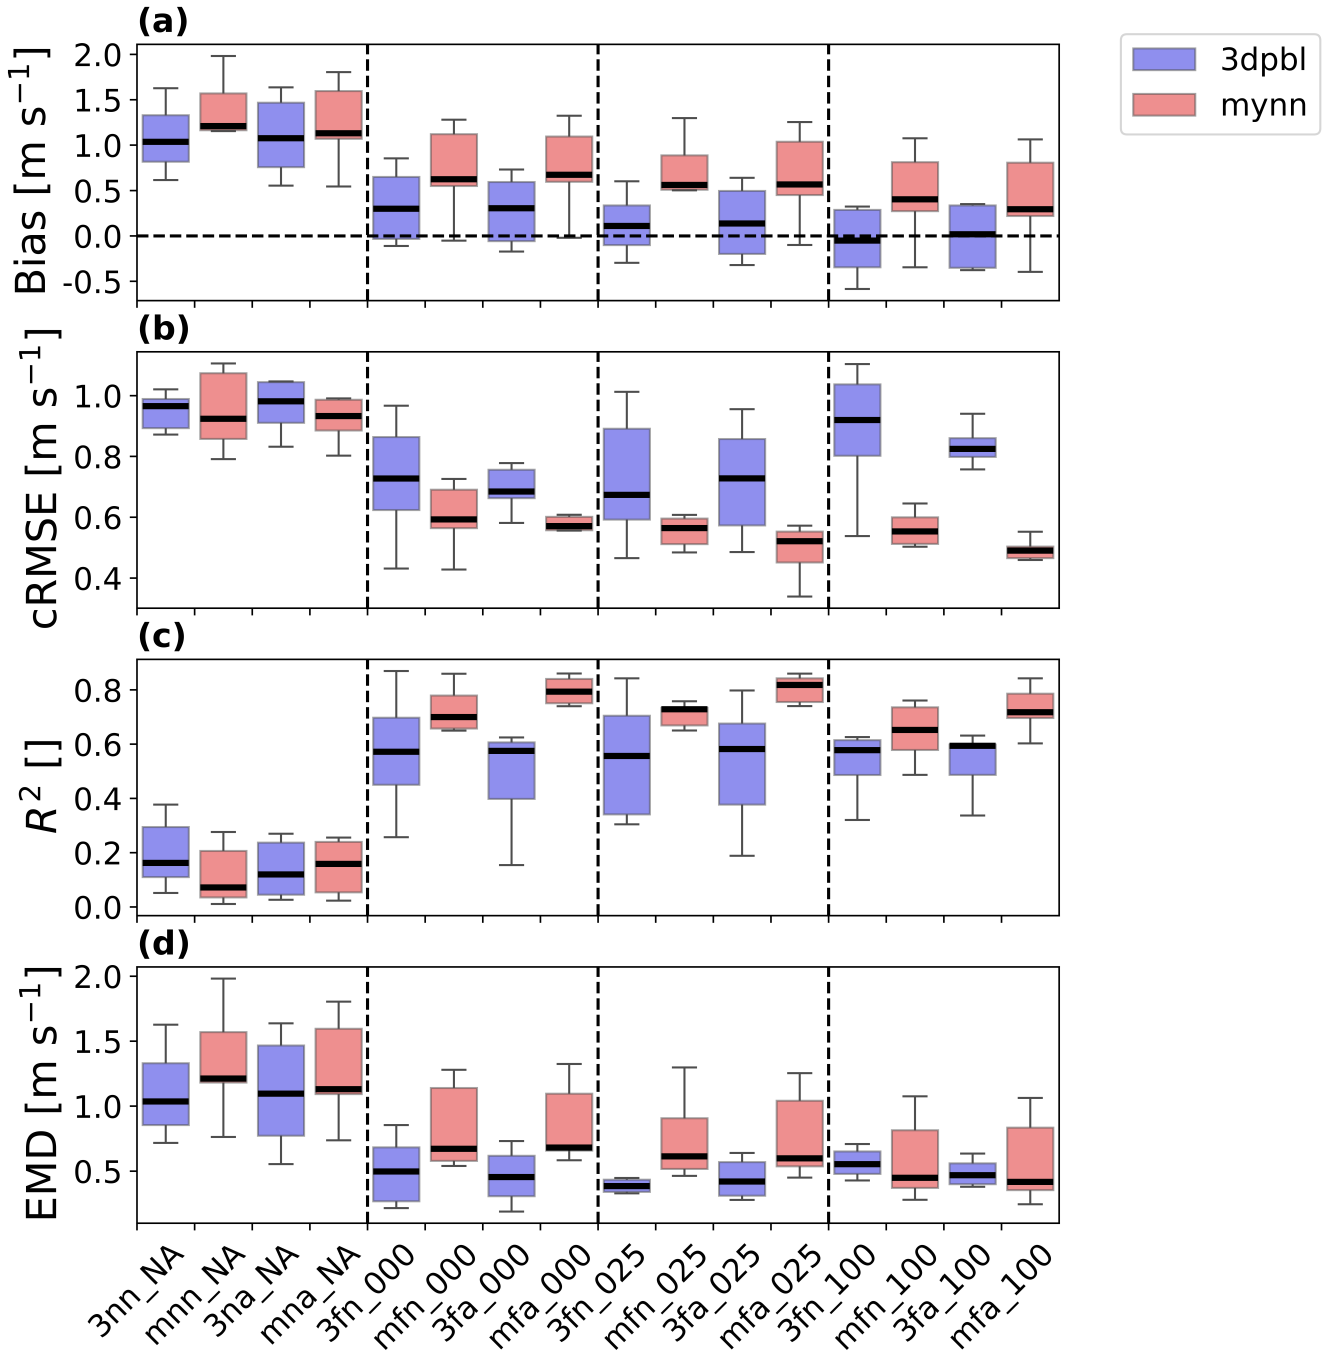 (a)
Bias [m s⁻¹]
2.0
1.5
1.0
0.5
0.0
-0.5
3dpbl
mynn
(b)
cRMSE [m s⁻¹]
1.0
0.8
0.6
0.4
(c)
R² []
0.8
0.6
0.4
0.2
0.0
(d)
EMD [m s⁻¹]
2.0
1.5
1.0
0.5
3nn_NA
mnn_NA
3na_NA
mna_NA
3fn_000
mfn_000
3fa_000
mfa_000
3fn_025
mfn_025
3fa_025
mfa_025
3fn_100
mfn_100
3fa_100
mfa_100